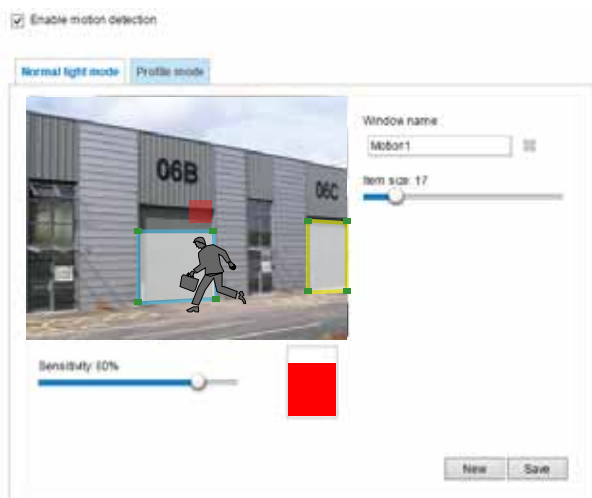 Enable motion detection
Normal light mode
Profile mode
Window name
Motion1
Item size: 17
06B
06C
Sensitivity: 80%
New
Save